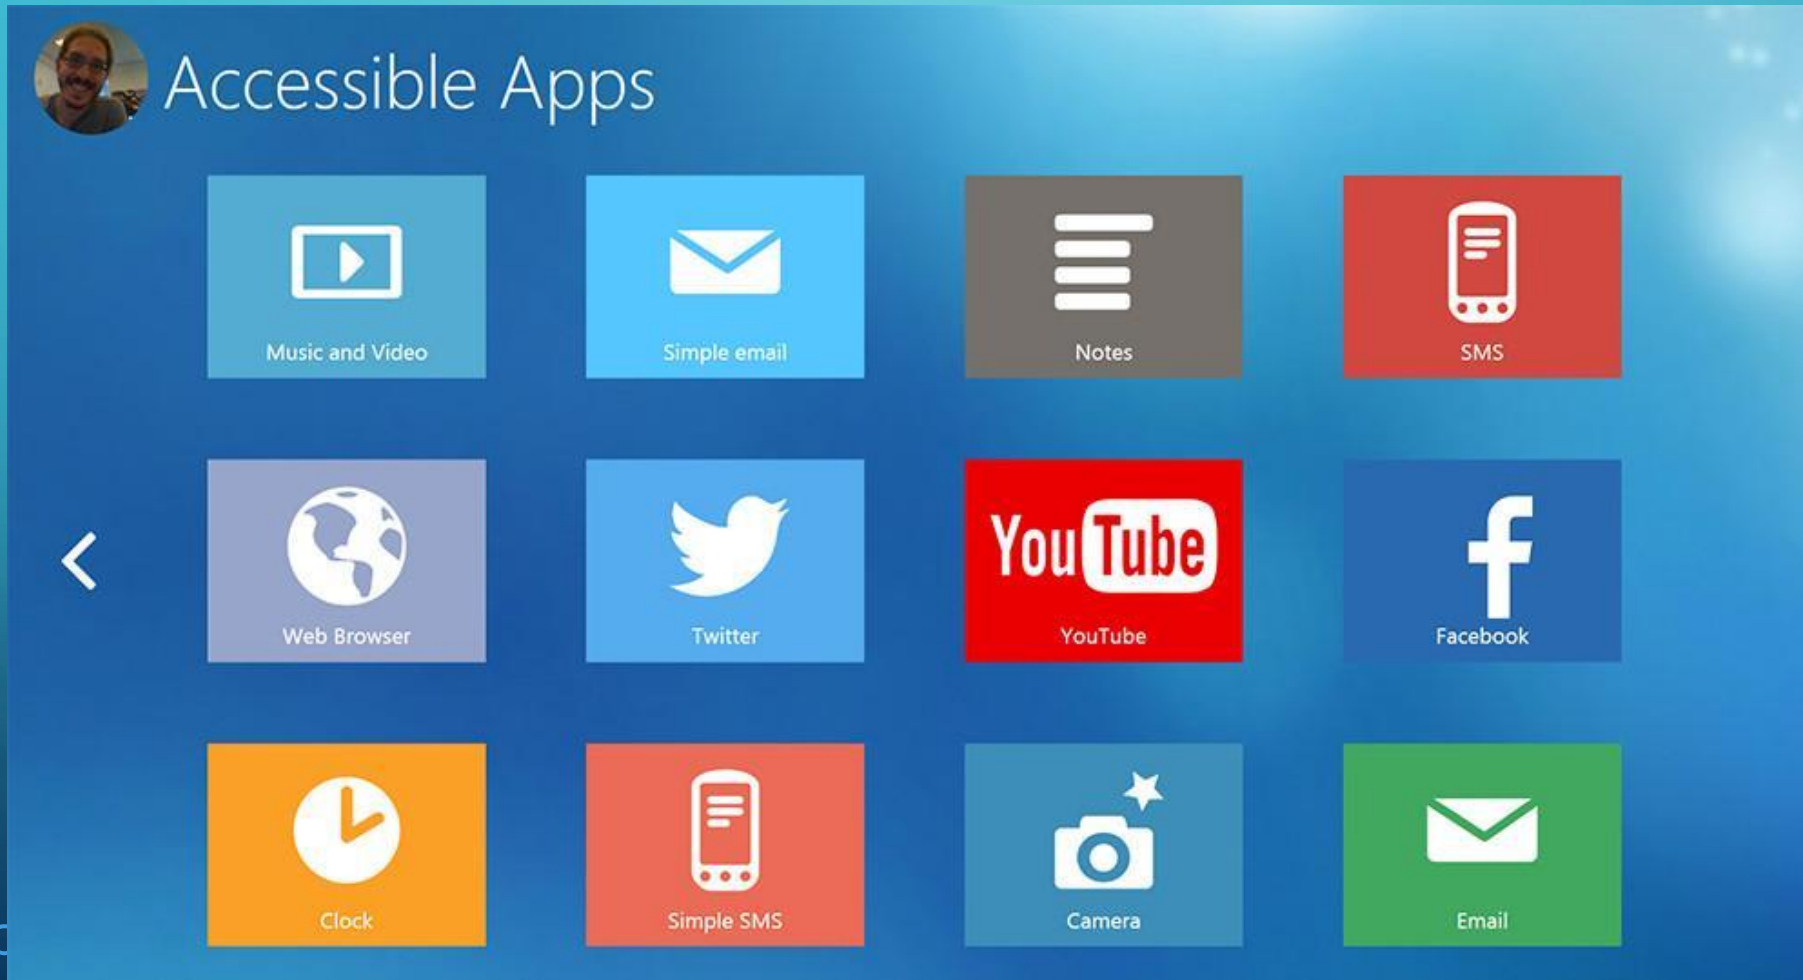 Accessible Apps
Music and Video
Simple email
Notes
SMS
Web Browser
Twitter
YouTube
YouTube
Facebook
Clock
Simple SMS
Camera
Email